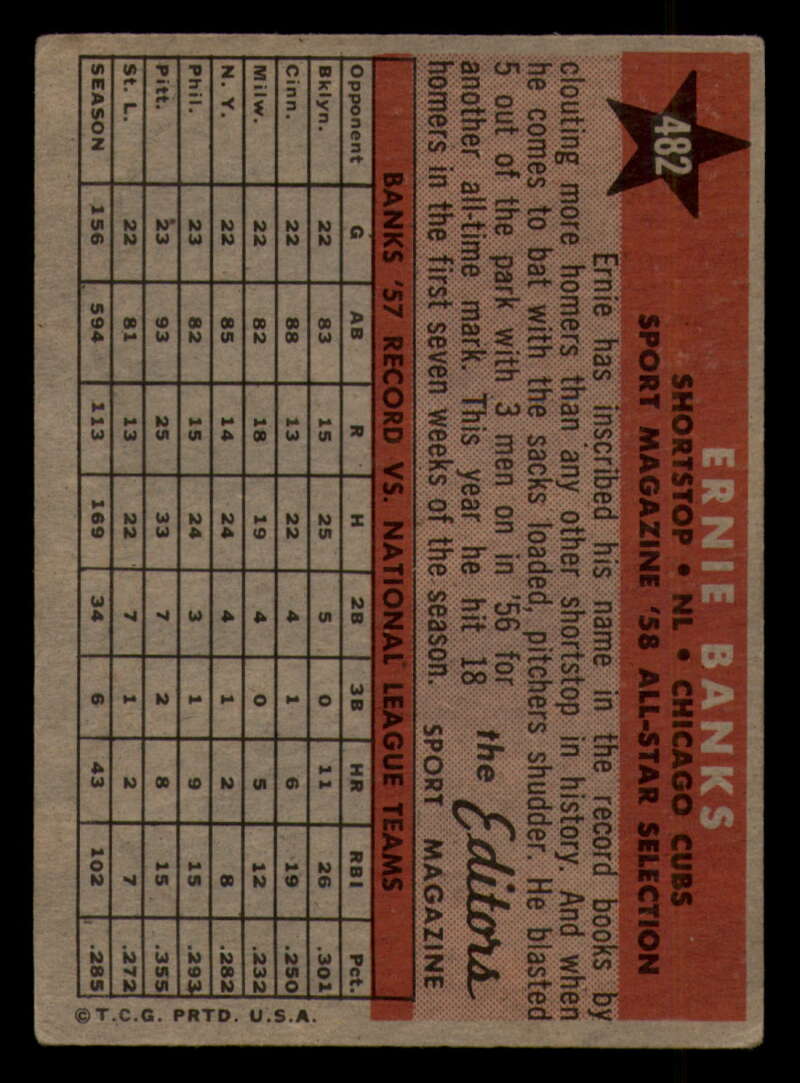 482
ERNIE BANKS
SHORTSTOP • NL • CHICAGO CUBS
SPORT MAGAZINE '58 ALL-STAR SELECTION
Ernie has inscribed his name in the record books by
clouting more homers than any other shortstop in history. And when
he comes to bat with the sacks loaded, pitchers shudder. He blasted
5 out of the park with 3 men on in '56 for
another all-time mark. This year he hit 18
homers in the first seven weeks of the season.
the Editors
SPORT MAGAZINE
BANKS '57 RECORD VS. NATIONAL LEAGUE TEAMS
Opponent G AB R H 2B 3B HR RBI Pct.
Bklyn. 22 83 15 25 5 0 11 26 .301
Cinn. 22 88 13 22 4 1 6 19 .250
Milw. 22 82 18 19 4 0 5 12 .232
N. Y. 22 85 14 24 4 1 2 8 .282
Phil. 23 82 15 24 3 1 9 15 .293
Pitt. 23 93 25 33 7 2 8 15 .355
St. L. 22 81 13 22 7 1 2 7 .272
SEASON 156 594 113 169 34 6 43 102 .285
© T.C.G. PRTD. U.S.A.